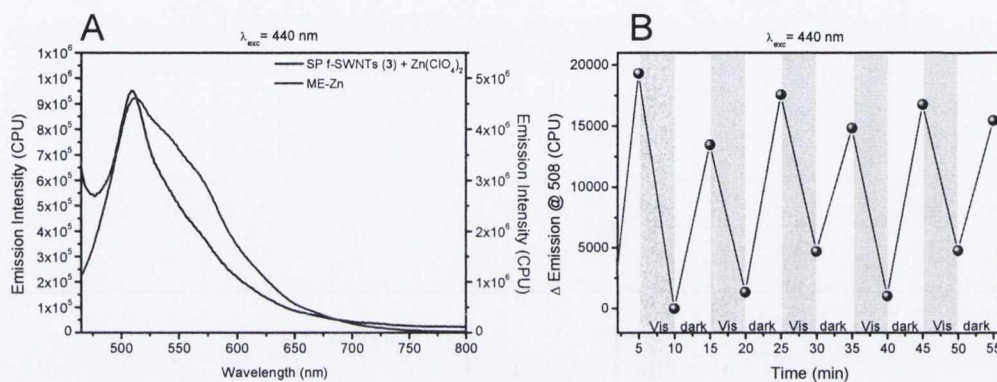 A
λexc= 440 nm
SP f-SWNTs (3) + Zn(ClO4)2
ME-Zn
Emission Intensity (CPU)
1x10^6
9x10^5
8x10^5
7x10^5
6x10^5
5x10^5
4x10^5
3x10^5
2x10^5
1x10^5
0
5x10^6
4x10^6
3x10^6
2x10^6
1x10^6
0
Emission Intensity (CPU)
500 550 600 650 700 750 800
Wavelength (nm)
B
λexc= 440 nm
Δ Emission @ 508 (CPU)
20000
15000
10000
5000
0
Vis dark Vis dark Vis dark Vis dark Vis dark
5 10 15 20 25 30 35 40 45 50 55
Time (min)